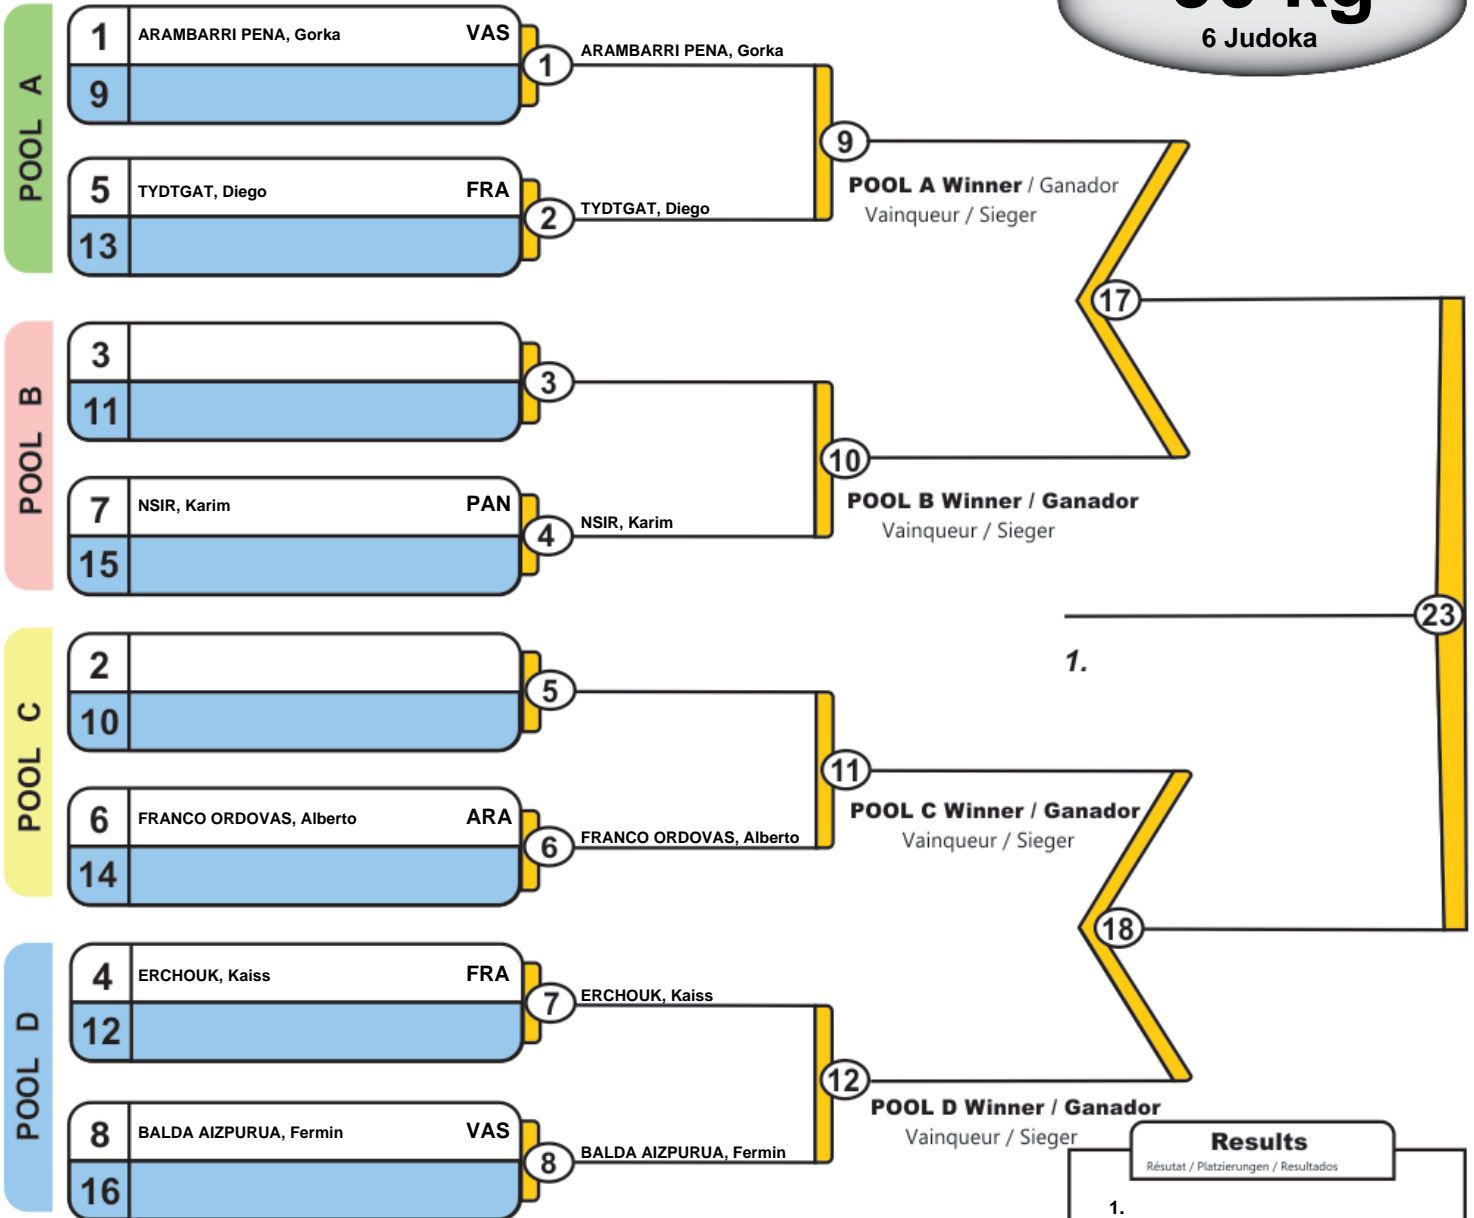 kg
6 Judoka
POOL A
1 ARAMBARRI PENA, Gorka VAS
9
1
ARAMBARRI PENA, Gorka
5 TYDTGAT, Diego FRA
13
2
TYDTGAT, Diego
9
POOL A Winner / Ganador
Vainqueur / Sieger
POOL B
3
11
3
7 NSIR, Karim PAN
15
4
NSIR, Karim
10
POOL B Winner / Ganador
Vainqueur / Sieger
17
POOL C
2
10
5
6 FRANCO ORDOVAS, Alberto ARA
14
6
FRANCO ORDOVAS, Alberto
11
POOL C Winner / Ganador
Vainqueur / Sieger
POOL D
4 ERCHOUK, Kaiss FRA
12
7
ERCHOUK, Kaiss
8 BALDA AIZPURUA, Fermin VAS
16
8
BALDA AIZPURUA, Fermin
12
POOL D Winner / Ganador
Vainqueur / Sieger
18
23
1.
Results
Résutat / Platzierungen / Resultados
1.